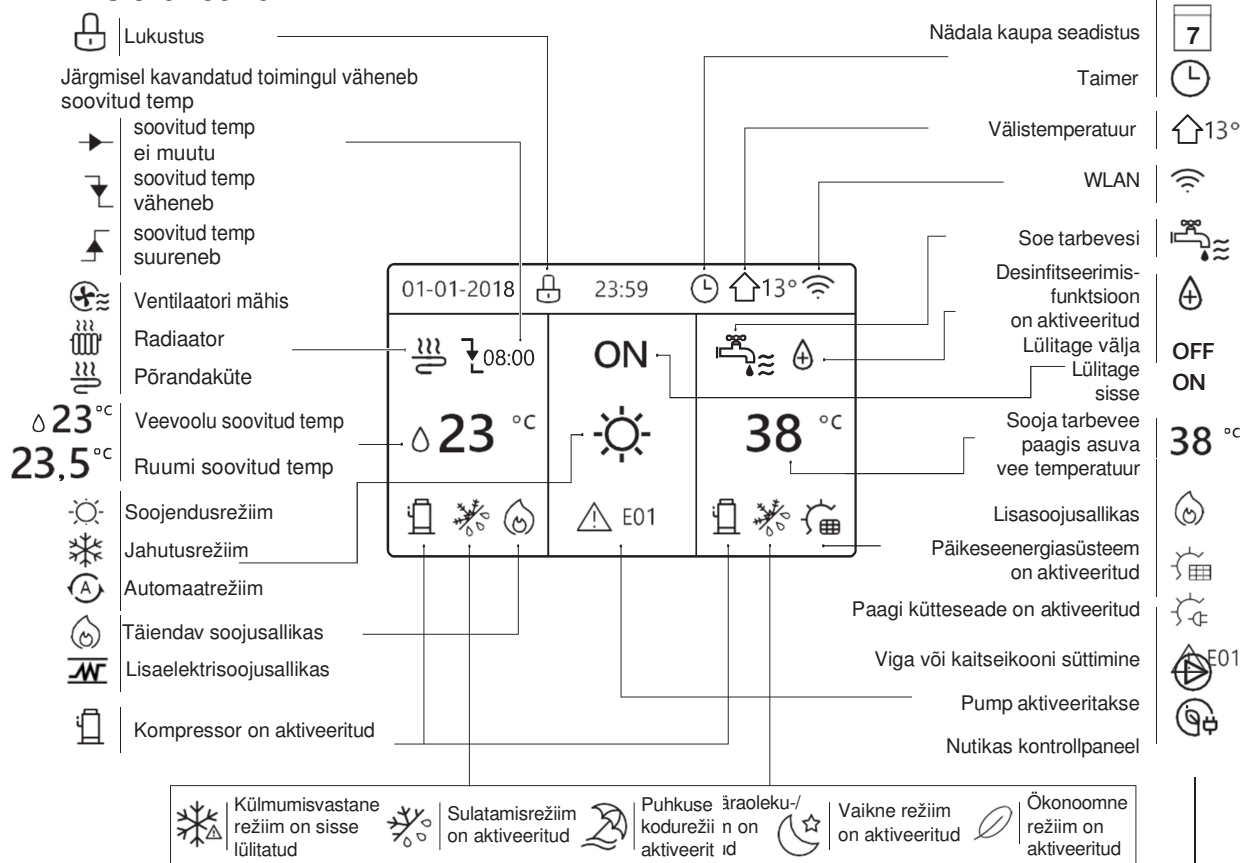 Lukustus
Järgmisel kavandatud toimingul väheneb
soovitud temp
soovitud temp
ei muutu
soovitud temp
väheneb
soovitud temp
suureneb
Ventilaatori mähis
Radiaator
Põrandaküte
23°C
Veevoolu soovitud temp
23,5°C
Ruumi soovitud temp
Soojendusrežiim
Jahutusrežiim
A
Automaatrežiim
Täiendav soojusallikas
Lisaelektrisoojusallikas
Kompressor on aktiveeritud
01-01-2018
23:59
13°
08:00
ON
23 °C
38 °C
E01
Nädala kaupa seadistus
7
Taimer
Välistemperatuur
13°
WLAN
Soe tarbevesi
Desinfitseerimis-
funktsioon
on aktiveeritud
Lülitage välja
OFF
Lülitage
sisse
ON
Sooja tarbevee
paagis asuva
vee temperatuur
38 °C
Lisasoojusallikas
Päikeseenergiasüsteem
on aktiveeritud
Paagi kütteseade on aktiveeritud
Viga või kaitseikooni süttimine
E01
Pump aktiveeritakse
Nutikas kontrollpaneel
Külmumisvastane
režiim on sisse
lülitatud
Sulatamisrežiim
on aktiveeritud
Puhkuse
kodurežii
aktiveerit
äraoleku-/
n on
ud
Vaikne režiim
on aktiveeritud
Ökonoomne
režiim on
aktiveeritud